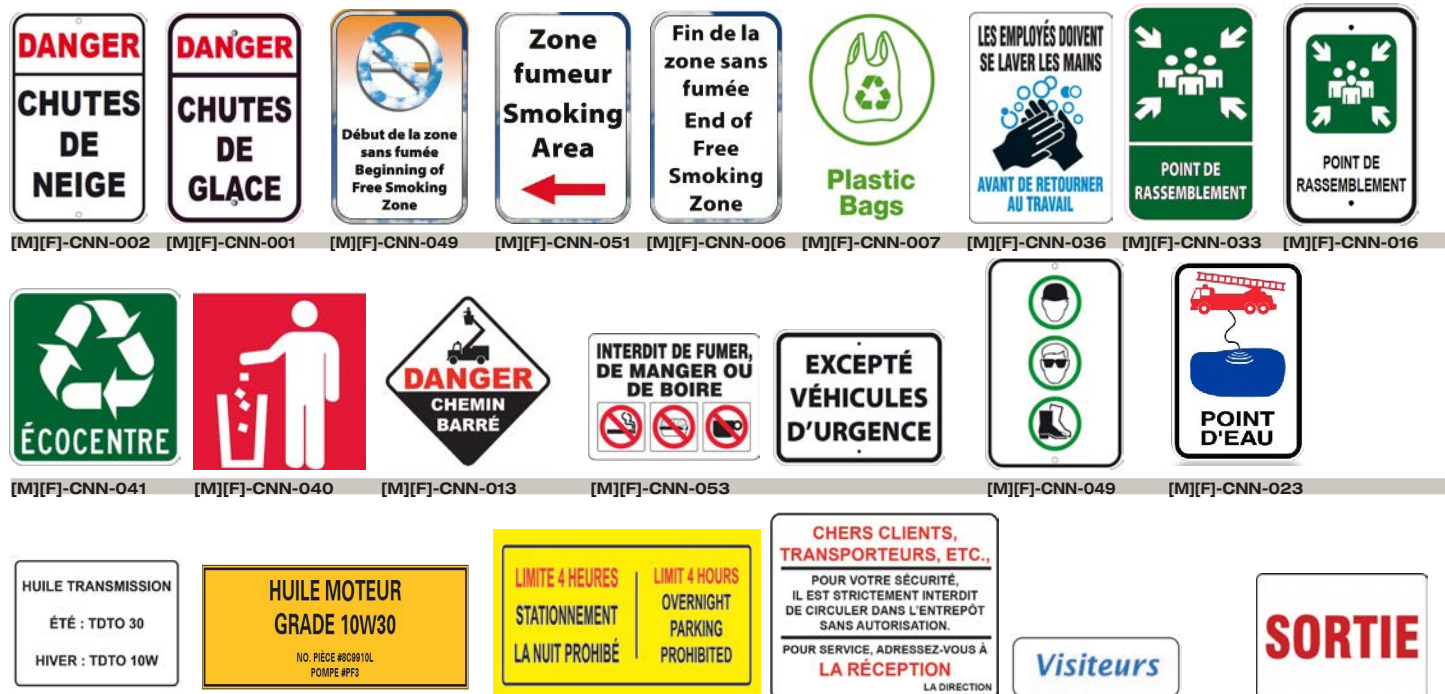 DANGER
CHUTES
DE
NEIGE
DANGER
CHUTES
DE
GLACE
Début de la zone
sans fumée
Beginning of
Free Smoking
Zone
Zone
fumeur
Smoking
Area
Fin de la
zone sans
fumée
End of
Free
Smoking
Zone
Plastic
Bags
LES EMPLOYÉS DOIVENT
SE LAVER LES MAINS
AVANT DE RETOURNER
AU TRAVAIL
POINT DE
RASSEMBLEMENT
POINT DE
RASSEMBLEMENT
[M][F]-CNN-002 [M][F]-CNN-001 [M][F]-CNN-049 [M][F]-CNN-051 [M][F]-CNN-006 [M][F]-CNN-007 [M][F]-CNN-036 [M][F]-CNN-033 [M][F]-CNN-016
ÉCOCENTRE
DANGER
CHEMIN
BARRÉ
INTERDIT DE FUMER,
DE MANGER OU
DE BOIRE
EXCEPTÉ
VÉHICULES
D'URGENCE
POINT
D'EAU
[M][F]-CNN-041 [M][F]-CNN-040 [M][F]-CNN-013 [M][F]-CNN-053 [M][F]-CNN-049 [M][F]-CNN-023
HUILE TRANSMISSION
ÉTÉ : TDTO 30
HIVER : TDTO 10W
HUILE MOTEUR
GRADE 10W30
NO. PIÈCE #8C9910L
POMPE #PF3
LIMITE 4 HEURES
STATIONNEMENT
LA NUIT PROHIBÉ
LIMIT 4 HOURS
OVERNIGHT
PARKING
PROHIBITED
CHERS CLIENTS,
TRANSPORTEURS, ETC.,
POUR VOTRE SÉCURITÉ,
IL EST STRICTEMENT INTERDIT
DE CIRCULER DANS L'ENTREPÔT
SANS AUTORISATION.
POUR SERVICE, ADRESSEZ-VOUS À
LA RÉCEPTION
LA DIRECTION
Visiteurs
SORTIE